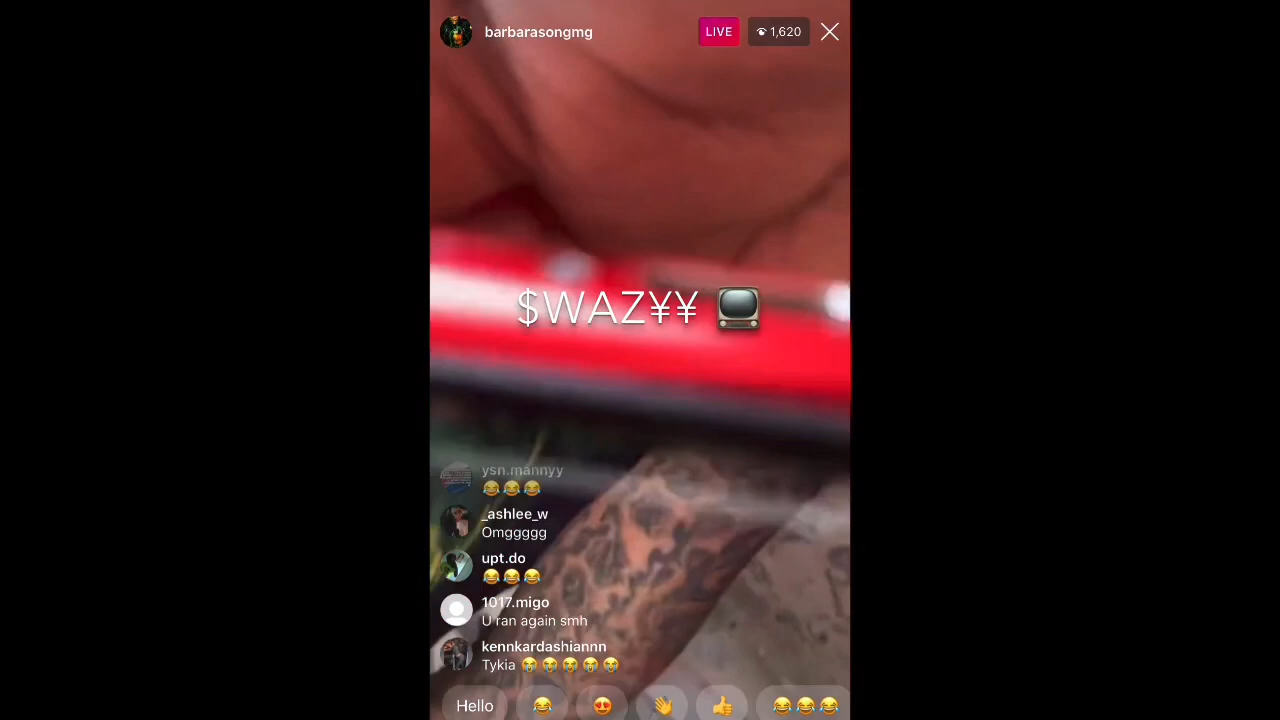 barbarasongmg
LIVE
1,620
$WAZ¥¥ 📺
ysn.mannyy
😂😂😂
_ashlee_w
Omggggg
upt.do
😂😂😂
1017.migo
U ran again smh
kennkardashiannn
Tykia 😭😭😭😭😭
Hello 😂 😍 👋 👍 😂😂😂